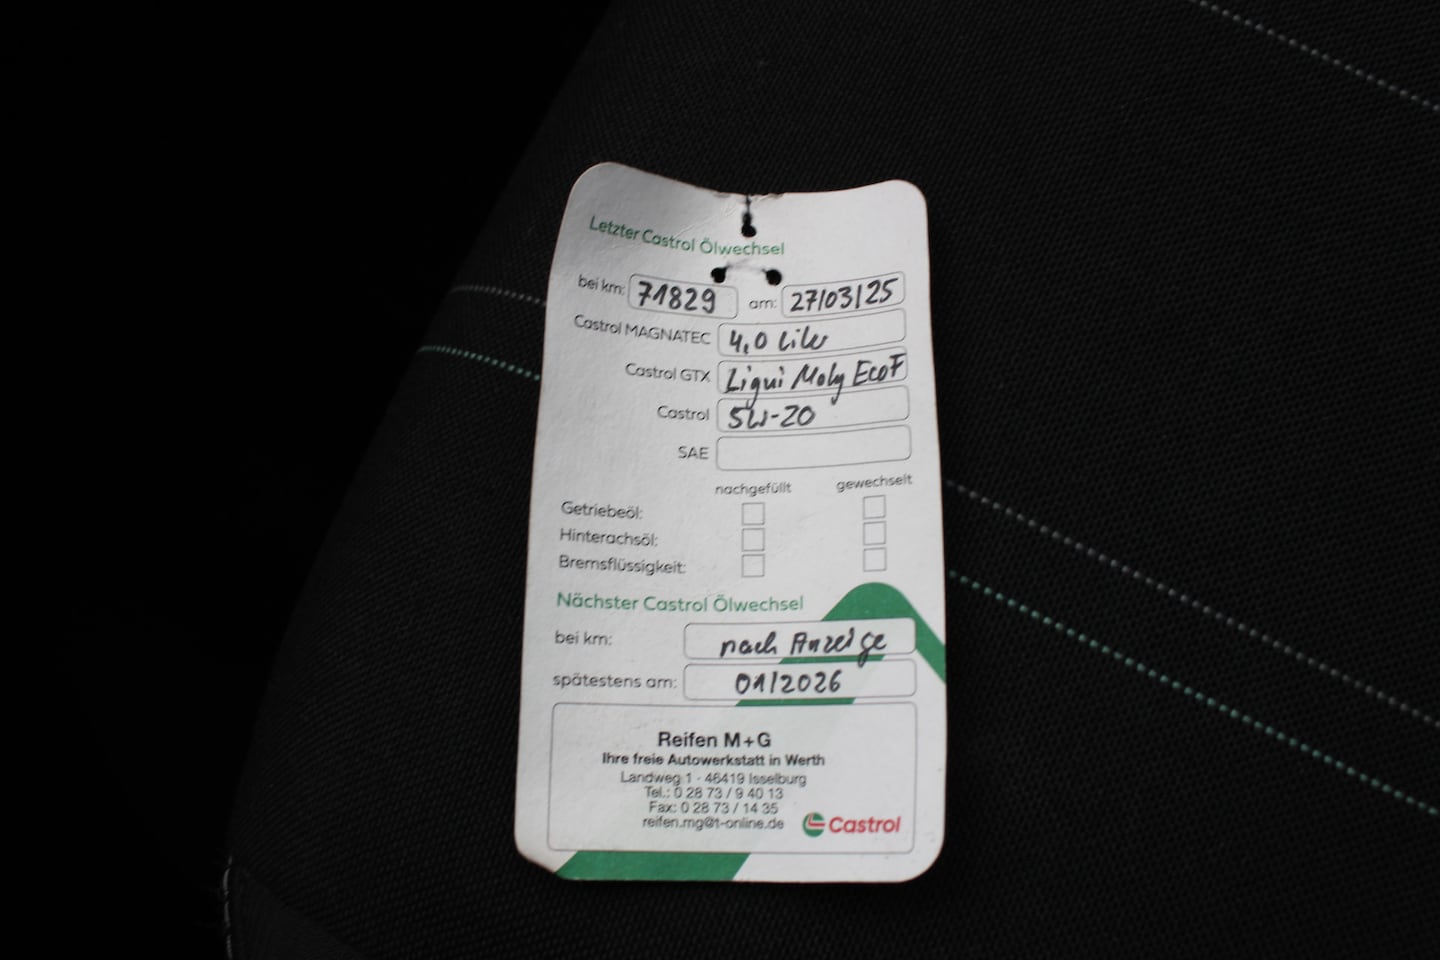 Letzter Castrol Ölwechsel
bei km: 71829 am: 27/03/25
Castrol MAGNATEC 4,0 Liter
Castrol GTX Liqui Moly EcoF
Castrol 5W-20
SAE
nachgefüllt gewechselt
Getriebeöl:
Hinterachsöl:
Bremsflüssigkeit:
Nächster Castrol Ölwechsel
bei km: nach Anzeige
spätestens am: 01/2026
Reifen M+G
Ihre freie Autowerkstatt in Werth
Landweg 1 · 46419 Isselburg
Tel.: 0 28 73 / 9 40 13
Fax: 0 28 73 / 14 35
reifen.mg@t-online.de
Castrol